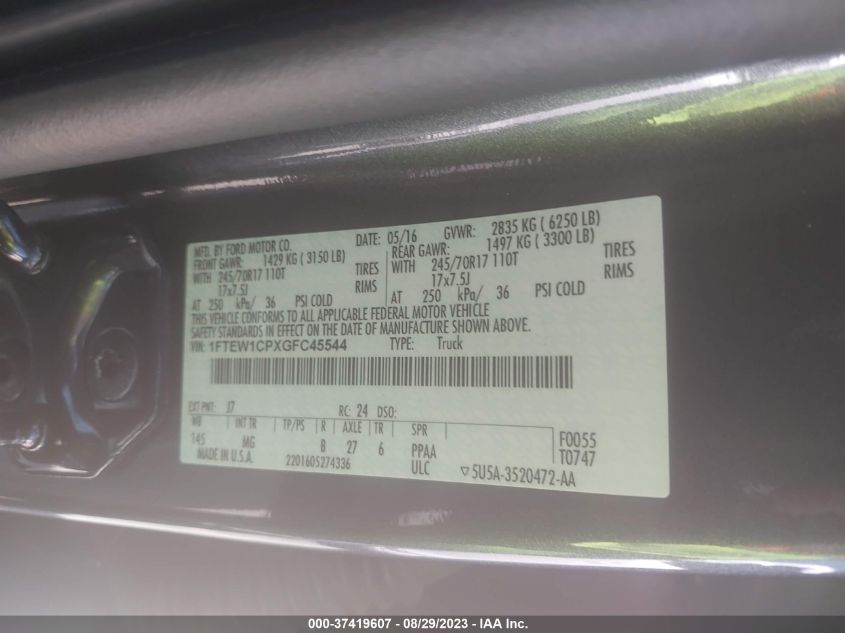 MFD. BY FORD MOTOR CO. DATE: 05/16 GVWR: 2835 KG ( 6250 LB)
FRONT GAWR: 1429 KG ( 3150 LB) REAR GAWR: 1497 KG ( 3300 LB)
WITH 245/70R17 110T TIRES WITH 245/70R17 110T TIRES
17x7.5J RIMS 17x7.5J RIMS
AT 250 kPa/ 36 PSI COLD AT 250 kPa/ 36 PSI COLD
THIS VEHICLE CONFORMS TO ALL APPLICABLE FEDERAL MOTOR VEHICLE
SAFETY STANDARDS IN EFFECT ON THE DATE OF MANUFACTURE SHOWN ABOVE.
VIN: 1FTEW1CPXGFC45544 TYPE: Truck
EXT PNT: J7 RC: 24 DSO:
WB INT TR TP/PS R AXLE TR SPR
145 MG B 27 6 PPAA F0055
MADE IN U.S.A. 2201605274336 ULC T0747
▽5U5A-3520472-AA
000-37419607 - 08/29/2023 - IAA Inc.